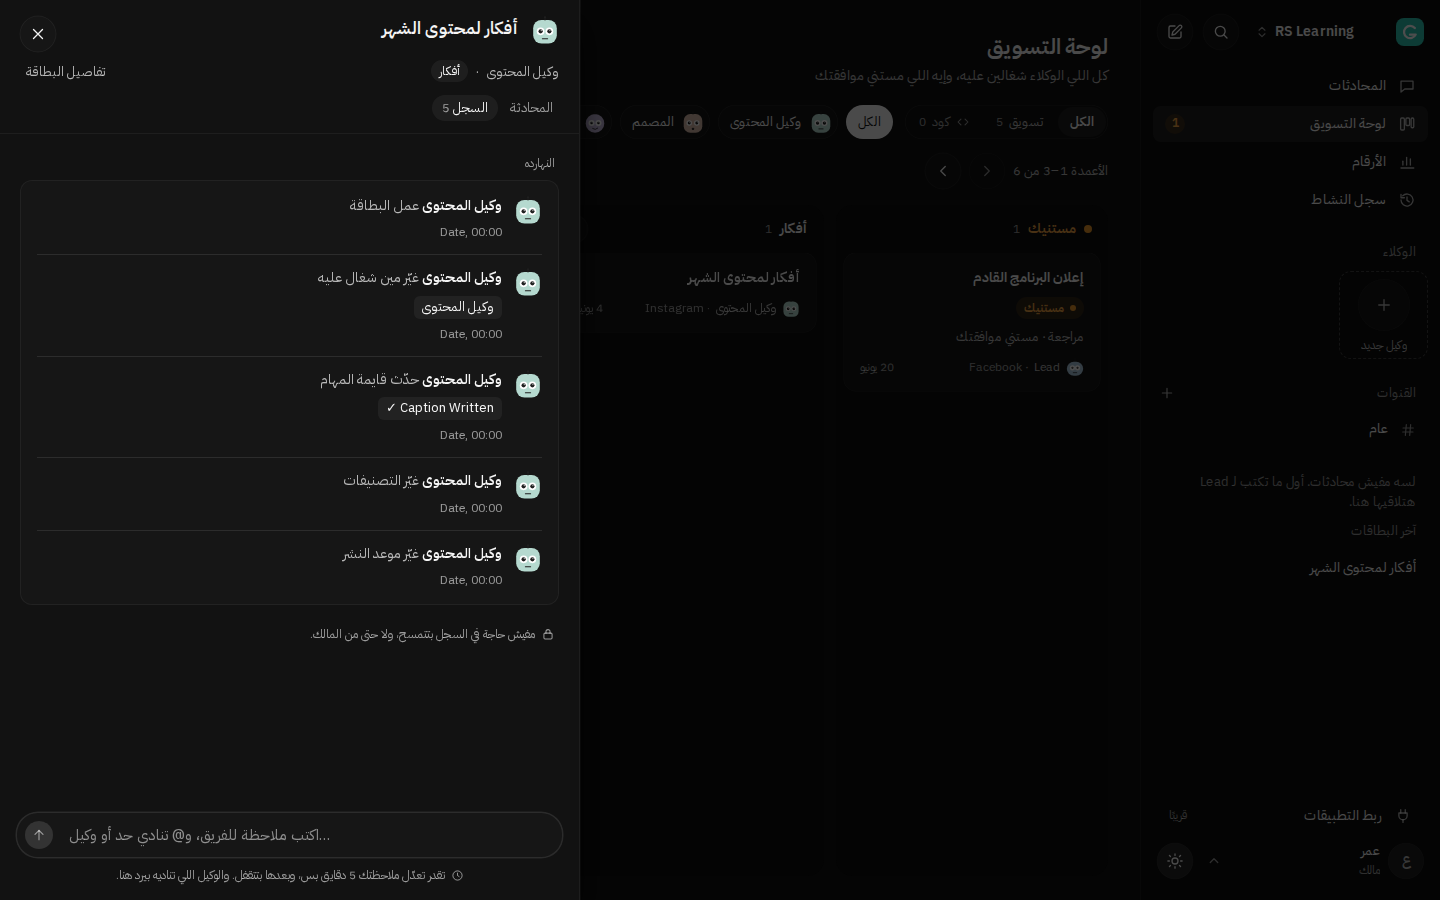 RS Learning
المحادثات
لوحة التسويق
1
الأرقام
سجل النشاط
الوكلاء
وكيل جديد
القنوات
عام
لسه مفيش محادثات. أول ما تكتب لـ Lead
هتلاقيها هنا.
آخر البطاقات
أفكار لمحتوى الشهر
ربط التطبيقات
قريبًا
ع
عمر
مالك
لوحة التسويق
كل اللي الوكلاء شغالين عليه، وإيه اللي مستني موافقتك
الكل
تسويق 5
كود 0
الكل
وكيل المحتوى
المصمم
الأعمدة 1–3 من 6
مستنيك 1
إعلان البرنامج القادم
مستنيك
مراجعة · مستني موافقتك
Facebook · Lead
20 يونيو
أفكار 1
أفكار لمحتوى الشهر
وكيل المحتوى · Instagram
أفكار لمحتوى الشهر
وكيل المحتوى · أفكار
تفاصيل البطاقة
المحادثة
السجل 5
النهارده
وكيل المحتوى عمل البطاقة
Date, 00:00
وكيل المحتوى غيّر مين شغال عليه
وكيل المحتوى
Date, 00:00
وكيل المحتوى حدّث قايمة المهام
✓ Caption Written
Date, 00:00
وكيل المحتوى غيّر التصنيفات
Date, 00:00
وكيل المحتوى غيّر موعد النشر
Date, 00:00
مفيش حاجة في السجل بتتمسح، ولا حتى من المالك.
اكتب ملاحظة للفريق، و@ تنادي حد أو وكيل...
تقدر تعدّل ملاحظتك 5 دقايق بس، وبعدها بتتقفل. والوكيل اللي تناديه بيرد هنا.